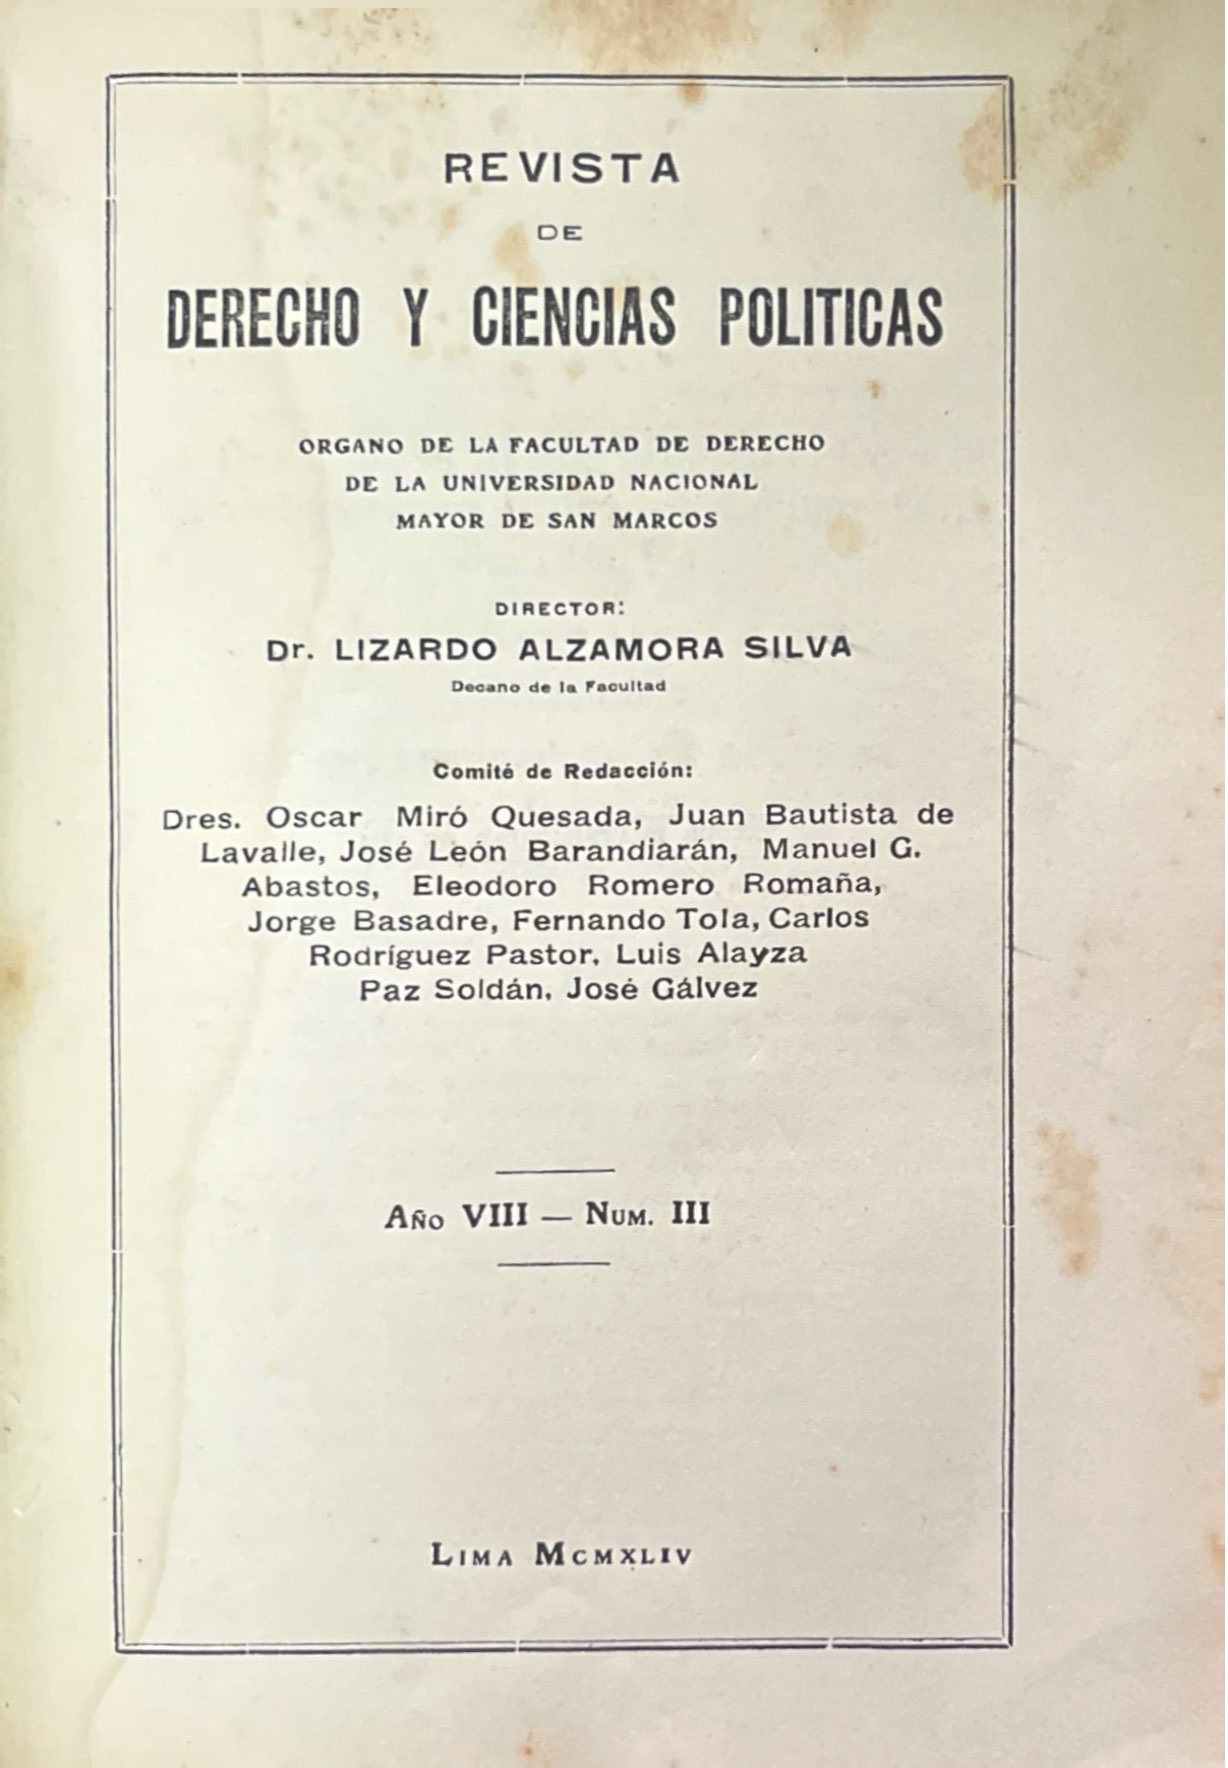 REVISTA
DE
DERECHO Y CIENCIAS POLITICAS
ORGANO DE LA FACULTAD DE DERECHO
DE LA UNIVERSIDAD NACIONAL
MAYOR DE SAN MARCOS
DIRECTOR:
Dr. LIZARDO ALZAMORA SILVA
Decano de la Facultad
Comité de Redacción:
Dres. Oscar Miró Quesada, Juan Bautista de
Lavalle, José León Barandiarán, Manuel G.
Abastos, Eleodoro Romero Romaña,
Jorge Basadre, Fernando Tola, Carlos
Rodríguez Pastor, Luis Alayza
Paz Soldán, José Gálvez
AÑO VIII — NUM. III
LIMA MCMXLIV